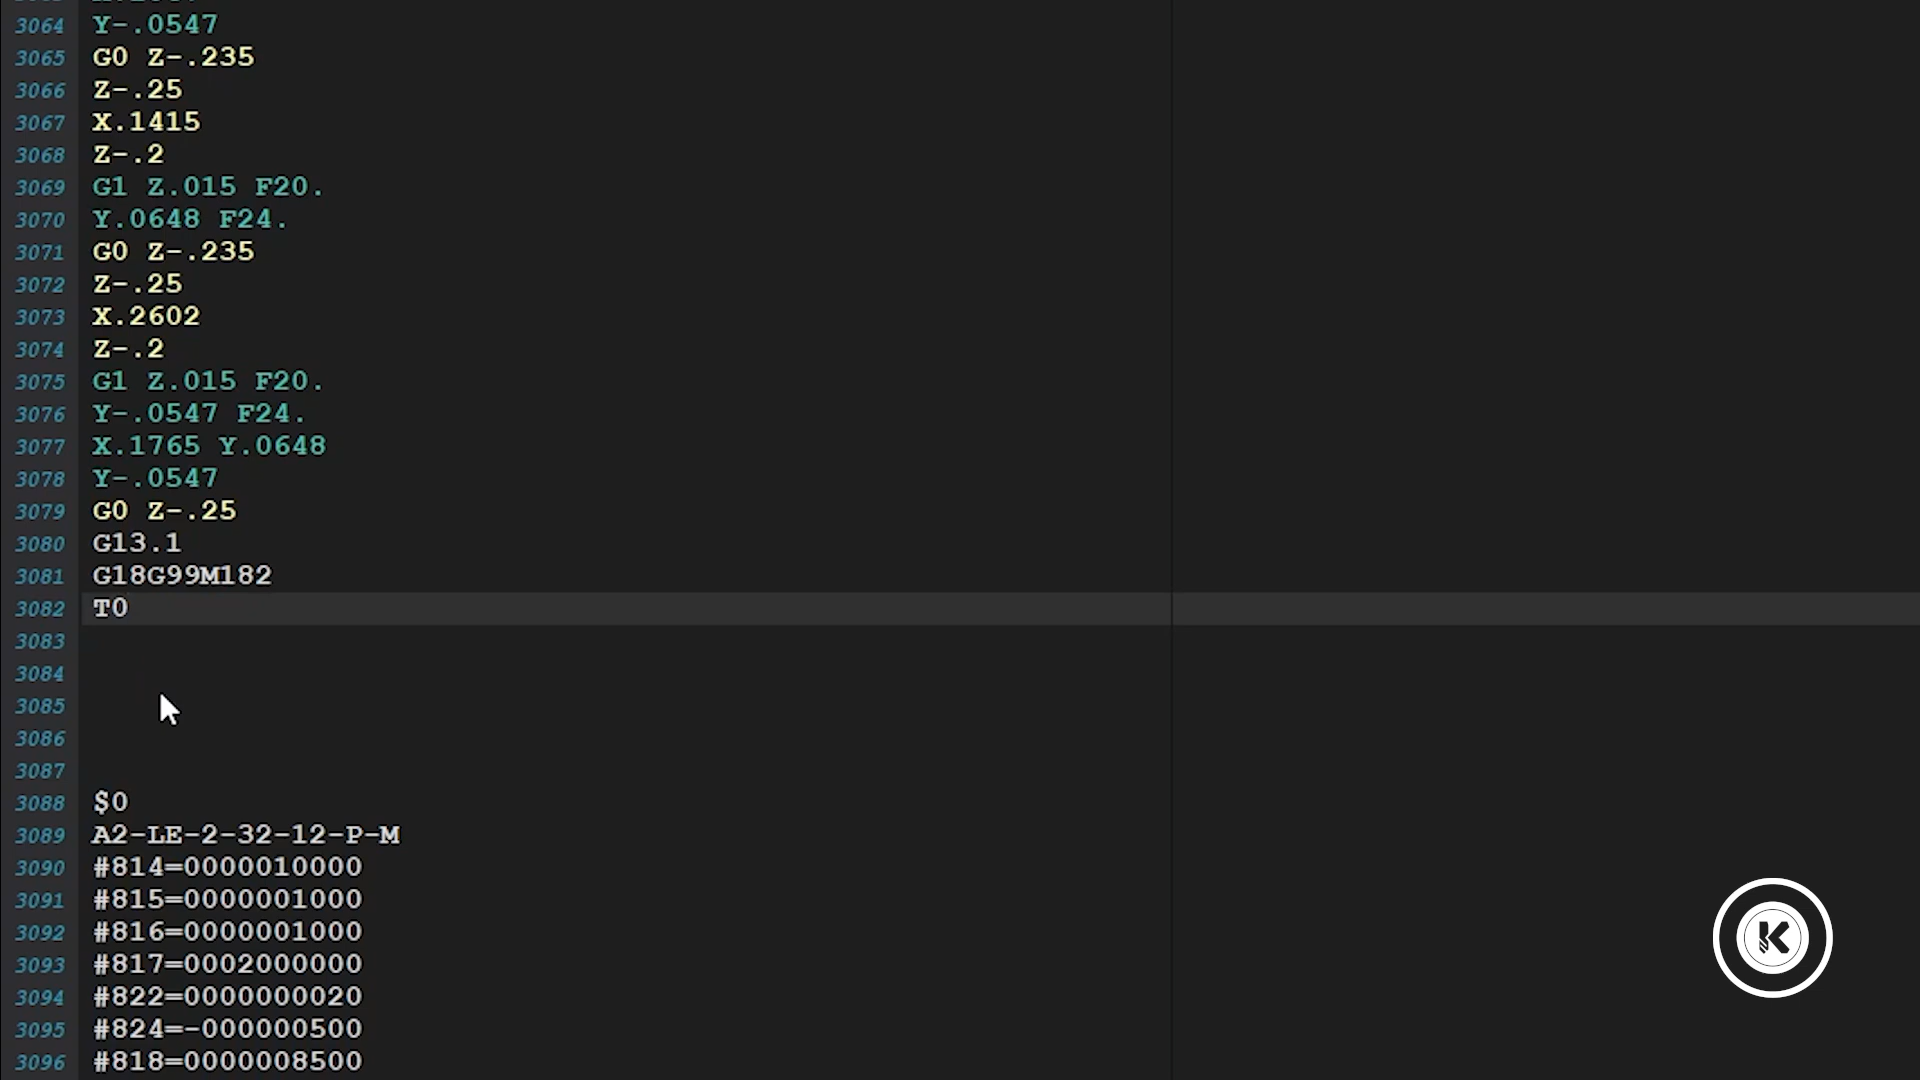 3064 Y-.0547
3065 G0 Z-.235
3066 Z-.25
3067 X.1415
3068 Z-.2
3069 G1 Z.015 F20.
3070 Y.0648 F24.
3071 G0 Z-.235
3072 Z-.25
3073 X.2602
3074 Z-.2
3075 G1 Z.015 F20.
3076 Y-.0547 F24.
3077 X.1765 Y.0648
3078 Y-.0547
3079 G0 Z-.25
3080 G13.1
3081 G18G99M182
3082 T0
3083
3084
3085
3086
3087
3088 $0
3089 A2-LE-2-32-12-P-M
3090 #814=0000010000
3091 #815=0000001000
3092 #816=0000001000
3093 #817=0002000000
3094 #822=0000000020
3095 #824=-000000500
3096 #818=0000008500
K